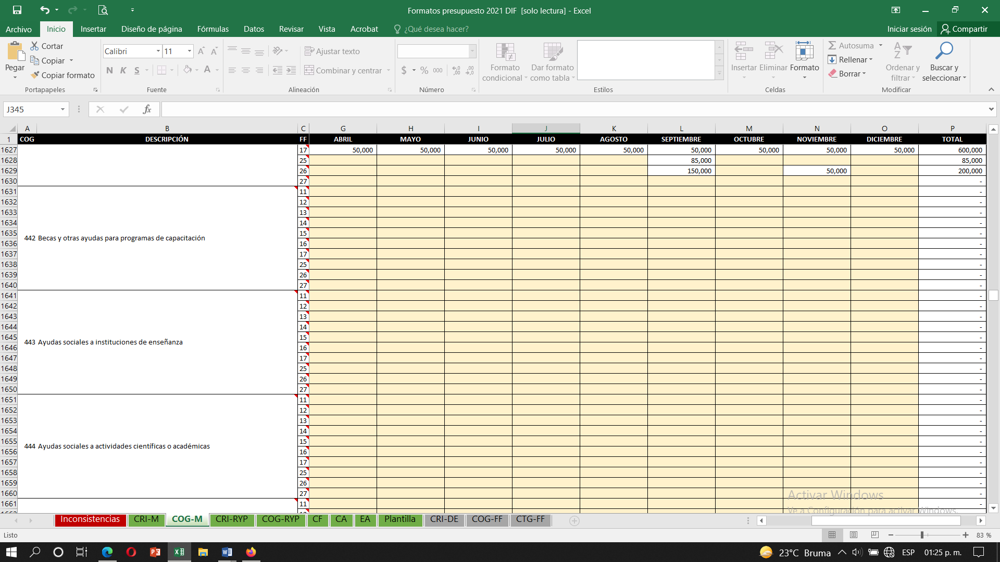 Formatos presupuesto 2021 DIF  [solo lectura] - Excel
Archivo Inicio Insertar Diseño de página Fórmulas Datos Revisar Vista Acrobat ¿Qué desea hacer? Iniciar sesión Compartir
Pegar Cortar Copiar Copiar formato Portapapeles
Calibri 11 N K S Fuente
Ajustar texto Combinar y centrar Alineación
$ % 000 Número
Formato condicional Dar formato como tabla Estilos
Insertar Eliminar Formato Celdas
Autosuma Rellenar Borrar Ordenar y filtrar Buscar y seleccionar Modificar
J345 fx
A B C G H I J K L M N O P
1 COG DESCRIPCIÓN FF ABRIL MAYO JUNIO JULIO AGOSTO SEPTIEMBRE OCTUBRE NOVIEMBRE DICIEMBRE TOTAL
1627 17 50,000 50,000 50,000 50,000 50,000 50,000 50,000 50,000 50,000 600,000
1628 25 85,000 85,000
1629 26 150,000 50,000 200,000
1630 27 -
1631 11 -
1632 12 -
1633 13 -
1634 14 -
1635 15 -
442 Becas y otras ayudas para programas de capacitación
1636 16 -
1637 17 -
1638 25 -
1639 26 -
1640 27 -
1641 11 -
1642 12 -
1643 13 -
1644 14 -
1645 15 -
443 Ayudas sociales a instituciones de enseñanza
1646 16 -
1647 17 -
1648 25 -
1649 26 -
1650 27 -
1651 11 -
1652 12 -
1653 13 -
1654 14 -
1655 15 -
444 Ayudas sociales a actividades científicas o académicas
1656 16 -
1657 17 -
1658 25 -
1659 26 -
1660 27 -
1661 11 -
Activar Windows
Ve a Configuración para activar Windows.
Inconsistencias CRI-M COG-M CRI-RYP COG-RYP CF CA EA Plantilla CRI-DE COG-FF CTG-FF
Listo 83 %
23°C Bruma ESP 01:25 p. m.